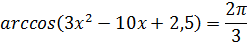 arccos(3x² − 10x + 2,5) = 2π/3